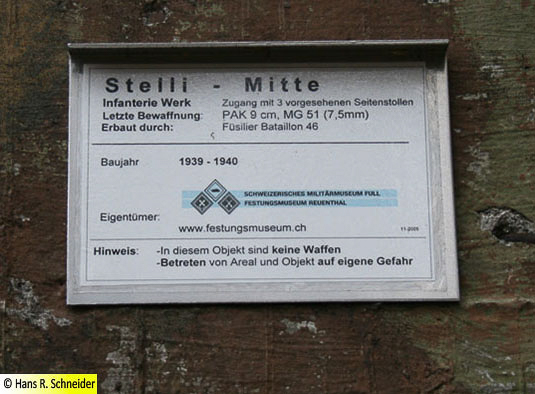 Stelli - Mitte
Infanterie Werk Zugang mit 3 vorgesehenen Seitenstollen
Letzte Bewaffnung: PAK 9 cm, MG 51 (7,5mm)
Erbaut durch: Füsilier Bataillon 46
Baujahr 1939 - 1940
SCHWEIZERISCHES MILITÄRMUSEUM FULL
FESTUNGSMUSEUM REUENTHAL
Eigentümer:
www.festungsmuseum.ch
11-2005
Hinweis: -In diesem Objekt sind keine Waffen
-Betreten von Areal und Objekt auf eigene Gefahr
© Hans R. Schneider